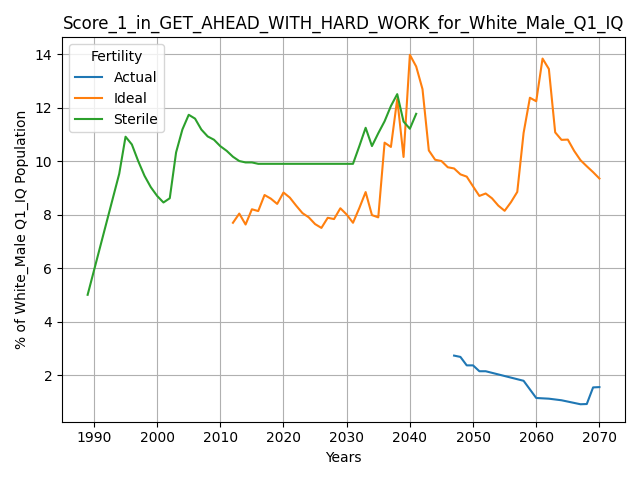 Score_1_in_GET_AHEAD_WITH_HARD_WORK_for_White_Male_Q1_IQ
Fertility
Actual
Ideal
Sterile
% of White_Male Q1_IQ Population
14
12
10
8
6
4
2
1990 2000 2010 2020 2030 2040 2050 2060 2070
Years